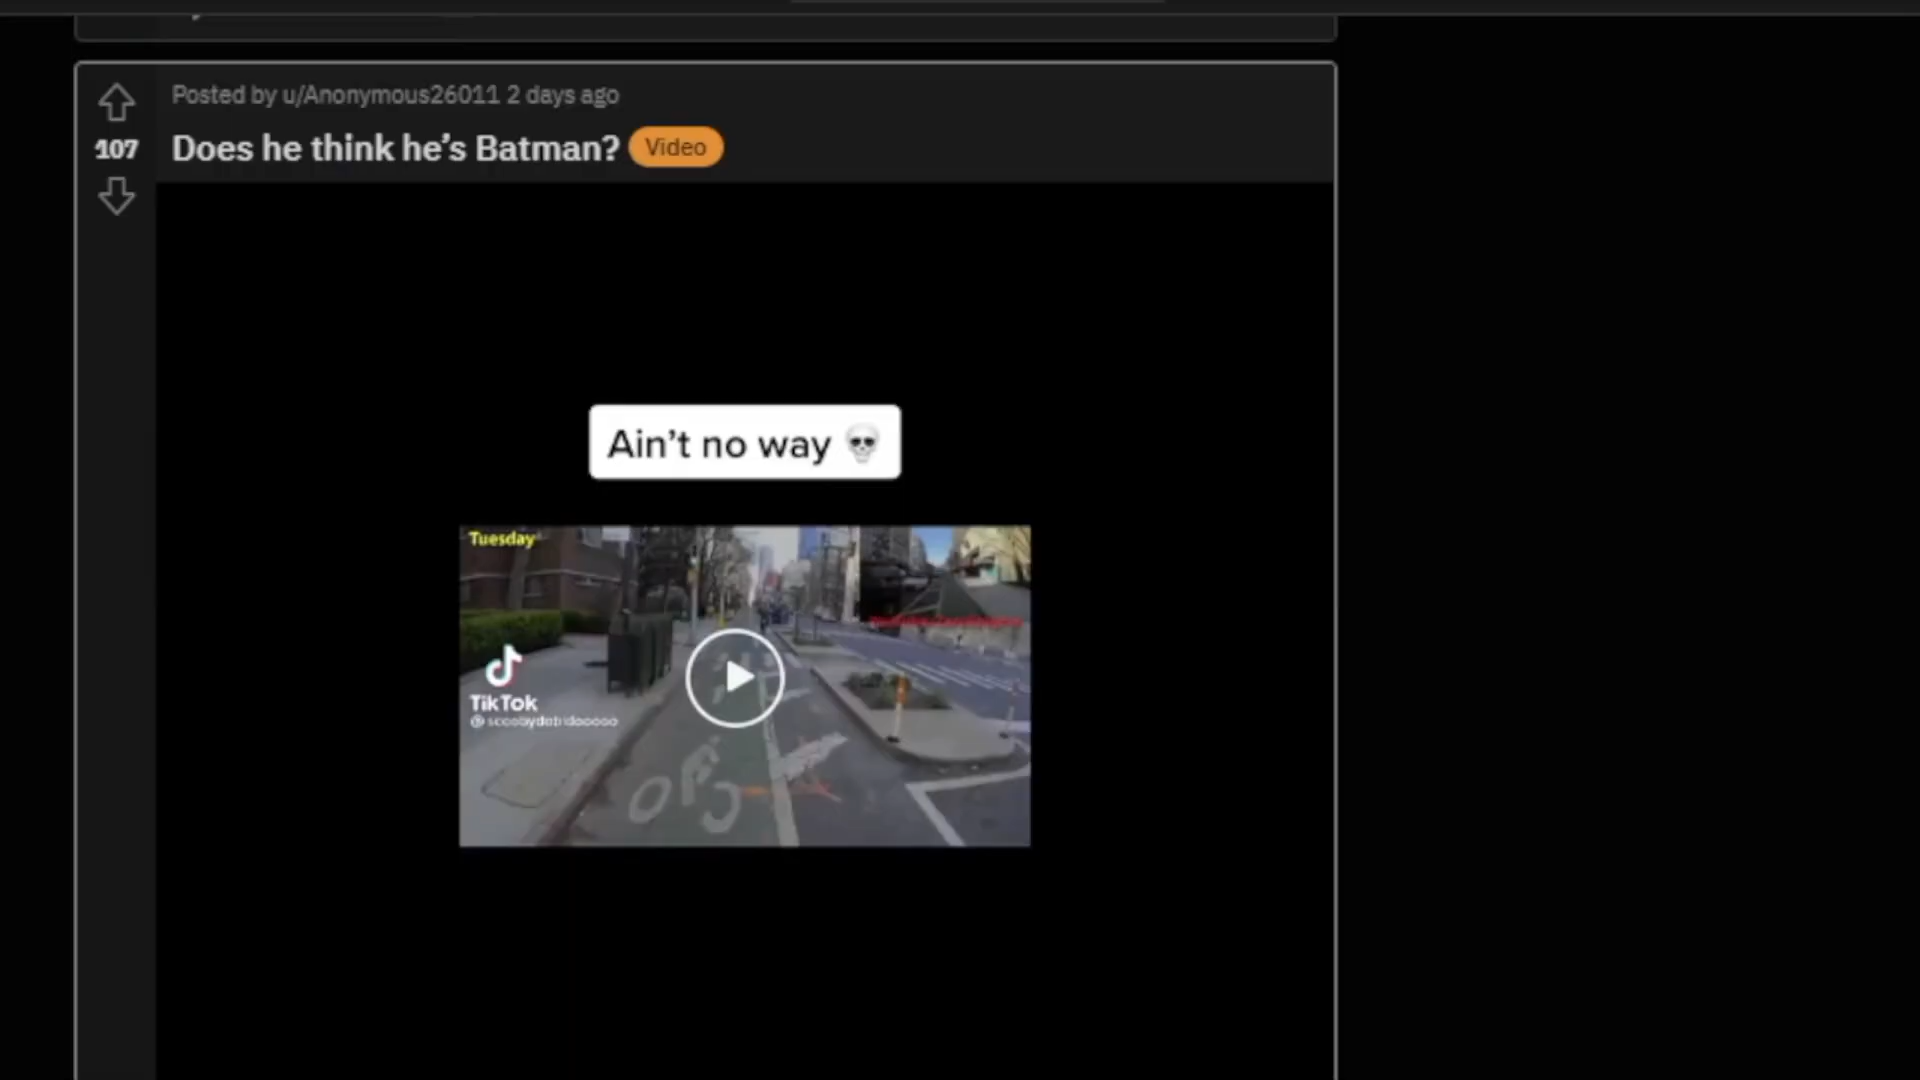 Posted by u/Anonymous26011 2 days ago
107
Does he think he's Batman? Video
Ain't no way 💀
Tuesday
TikTok